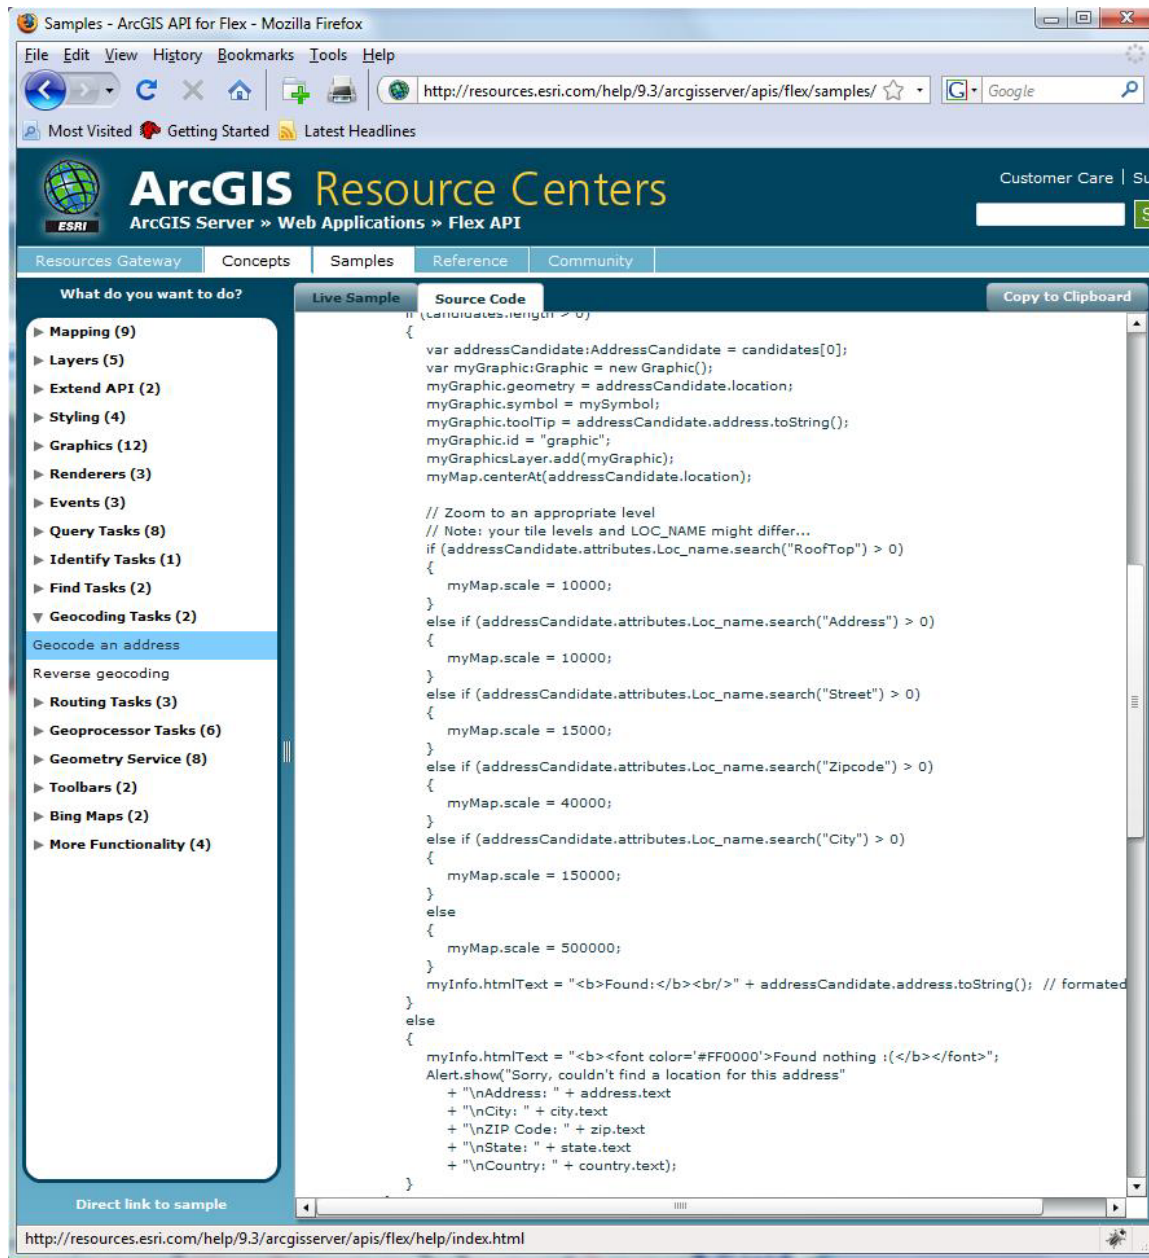 Samples - ArcGIS API for Flex - Mozilla Firefox
File Edit View History Bookmarks Tools Help
http://resources.esri.com/help/9.3/arcgisserver/apis/flex/samples/
G Google
Most Visited Getting Started Latest Headlines
ESRI
ArcGIS Resource Centers
ArcGIS Server » Web Applications » Flex API
Customer Care | Su
S
Resources Gateway Concepts Samples Reference Community
What do you want to do?
Mapping (9)
Layers (5)
Extend API (2)
Styling (4)
Graphics (12)
Renderers (3)
Events (3)
Query Tasks (8)
Identify Tasks (1)
Find Tasks (2)
Geocoding Tasks (2)
Geocode an address
Reverse geocoding
Routing Tasks (3)
Geoprocessor Tasks (6)
Geometry Service (8)
Toolbars (2)
Bing Maps (2)
More Functionality (4)
Direct link to sample
Live Sample Source Code Copy to Clipboard
if (candidates.length > 0)
{
var addressCandidate:AddressCandidate = candidates[0];
var myGraphic:Graphic = new Graphic();
myGraphic.geometry = addressCandidate.location;
myGraphic.symbol = mySymbol;
myGraphic.toolTip = addressCandidate.address.toString();
myGraphic.id = "graphic";
myGraphicsLayer.add(myGraphic);
myMap.centerAt(addressCandidate.location);
// Zoom to an appropriate level
// Note: your tile levels and LOC_NAME might differ...
if (addressCandidate.attributes.Loc_name.search("RoofTop") > 0)
{
myMap.scale = 10000;
}
else if (addressCandidate.attributes.Loc_name.search("Address") > 0)
{
myMap.scale = 10000;
}
else if (addressCandidate.attributes.Loc_name.search("Street") > 0)
{
myMap.scale = 15000;
}
else if (addressCandidate.attributes.Loc_name.search("Zipcode") > 0)
{
myMap.scale = 40000;
}
else if (addressCandidate.attributes.Loc_name.search("City") > 0)
{
myMap.scale = 150000;
}
else
{
myMap.scale = 500000;
}
myInfo.htmlText = "<b>Found:</b><br/>" + addressCandidate.address.toString(); // formated
}
else
{
myInfo.htmlText = "<b><font color='#FF0000'>Found nothing :(</b></font>";
Alert.show("Sorry, couldn't find a location for this address"
+ "\nAddress: " + address.text
+ "\nCity: " + city.text
+ "\nZIP Code: " + zip.text
+ "\nState: " + state.text
+ "\nCountry: " + country.text);
}
http://resources.esri.com/help/9.3/arcgisserver/apis/flex/help/index.html